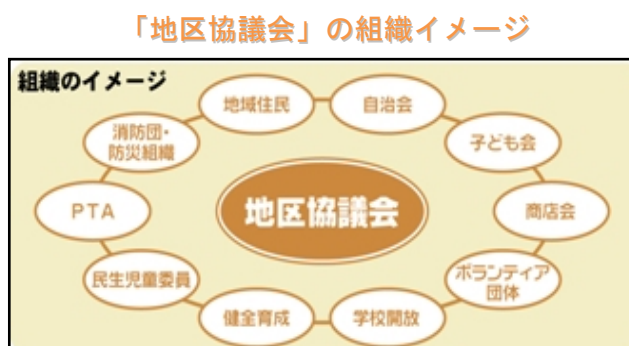 「地区協議会」の組織イメージ
組織のイメージ
地域住民
自治会
消防団・
防災組織
子ども会
PTA
地区協議会
商店会
民生児童委員
ボランティア
団体
健全育成
学校開放